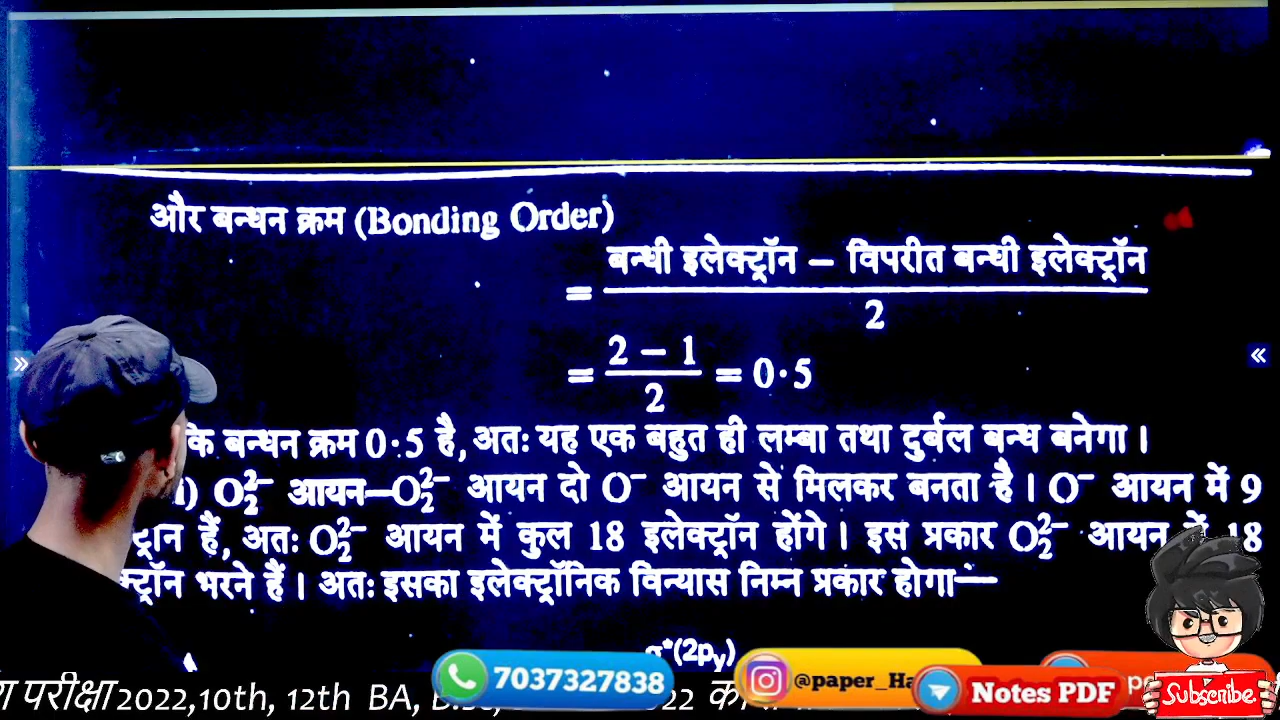 और बन्धन क्रम (Bonding Order)
= बन्धी इलेक्ट्रॉन – विपरीत बन्धी इलेक्ट्रॉन / 2
= 2 – 1 / 2 = 0·5
कि बन्धन क्रम 0·5 है, अतः यह एक बहुत ही लम्बा तथा दुर्बल बन्ध बनेगा ।
i) O₂²⁻ आयन—O₂²⁻ आयन दो O⁻ आयन से मिलकर बनता है । O⁻ आयन में 9
ट्रान हैं, अतः O₂²⁻ आयन में कुल 18 इलेक्ट्रॉन होंगे । इस प्रकार O₂²⁻ आयन में 18
क्ट्रॉन भरने हैं । अतः इसका इलेक्ट्रॉनिक विन्यास निम्न प्रकार होगा—
σ*(2py)
7037327838
@paper_Ha
Notes PDF
Subscribe.
परीक्षा 2022,10th, 12th BA,